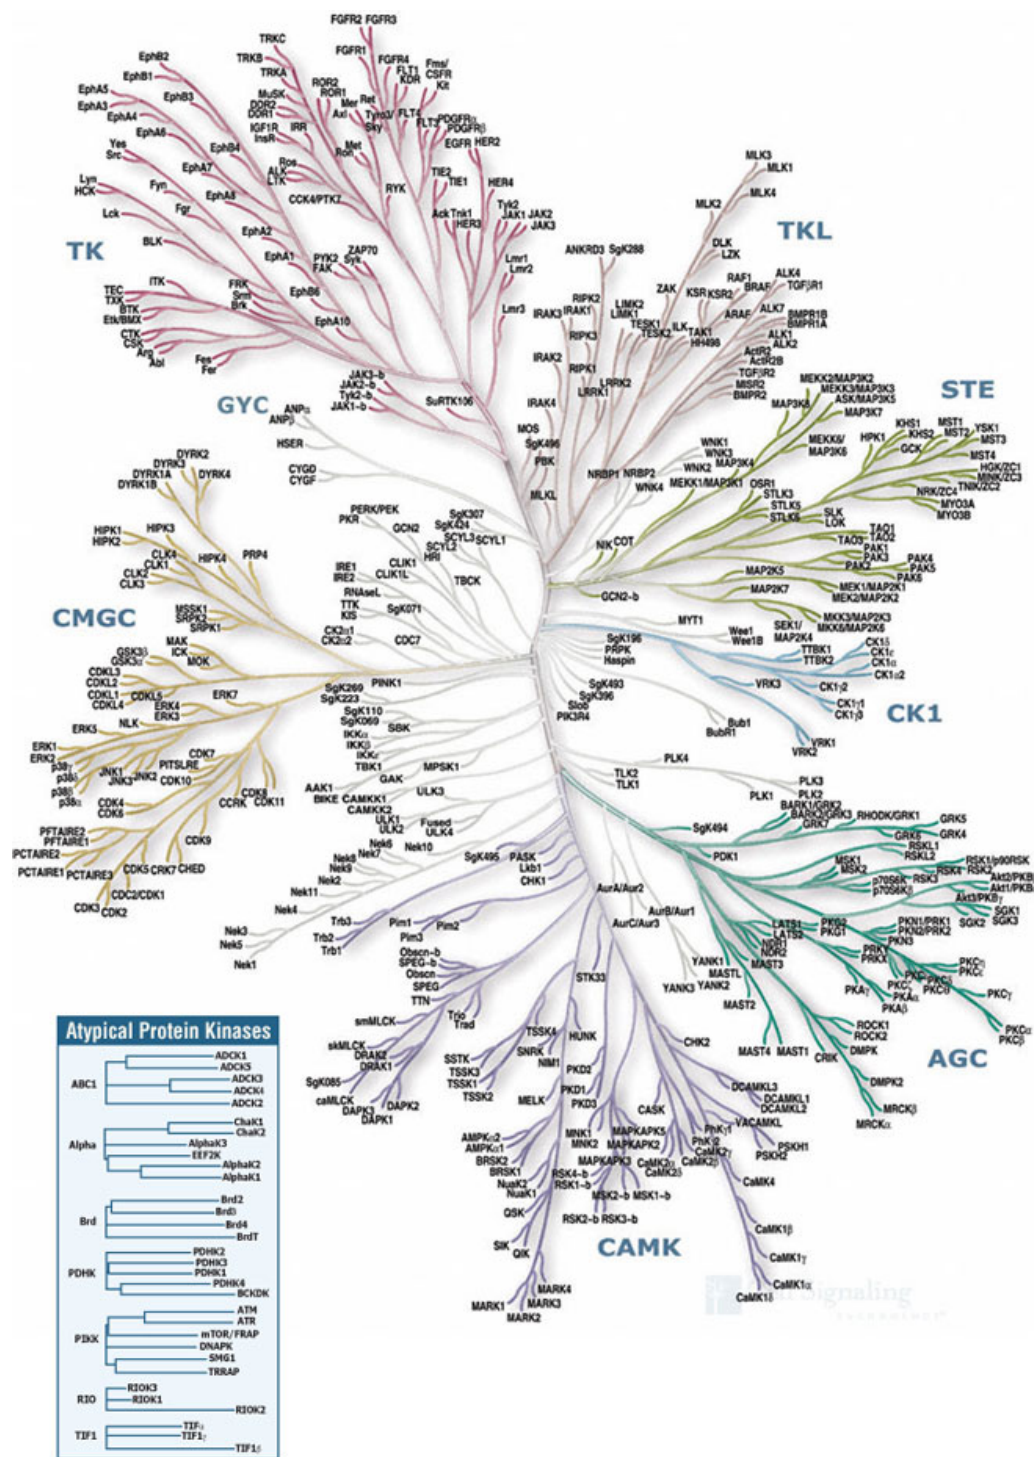 FGFR2 FGFR3
TRKC
FGFR1
TRKB
FGFR4
TRKA
FLT1
KDR
Fms/
CSFR
Kit
EphB2
EphB1
EphA5
EphA3
EphB3
EphA4
EphA6
MuSK
ROR2
ROR1
DDR2
DDR1
Mer
Axl
Ret
Tyro3/
Sky
FLT4
FLT3
PDGFRα
PDGFRβ
IGF1R
InsR
IRR
Met
Ron
EGFR
HER2
Yes
Src
EphB4
EphA7
Ros
ALK
LTK
TIE2
TIE1
HER4
Lyn
HCK
Fyn
EphA8
CCK4/PTK7
RYK
Lck
Fgr
Ack
Tnk1
HER3
Tyk2
JAK1
JAK2
JAK3
BLK
EphA2
EphA1
PYK2
FAK
ZAP70
Syk
Lmr1
Lmr2
TK
ITK
TEC
TXK
BTK
Etk/BMX
FRK
Srm
Brk
EphB6
EphA10
Lmr3
CTK
CSK
Arg
Abl
Fes
Fer
JAK3~b
JAK2~b
Tyk2~b
JAK1~b
SuRTK106
MLK3
MLK1
MLK4
MLK2
TKL
ANKRD3
SgK288
DLK
LZK
ZAK
KSR
KSR2
RAF1
BRAF
ARAF
ALK4
TGFβR1
IRAK3
IRAK1
RIPK2
RIPK3
LIMK2
LIMK1
TESK1
TESK2
ILK
TAK1
HH498
ALK7
BMPR1B
BMPR1A
ALK1
ALK2
ActR2
ActR2B
TGFβR2
MISR2
BMPR2
IRAK2
RIPK1
LRRK2
LRRK1
IRAK4
MOS
SgK496
PBK
MLKL
NRBP1
NRBP2
WNK1
WNK3
WNK2
WNK4
STE
MEKK2/MAP3K2
MEKK3/MAP3K3
ASK/MAP3K5
MAP3K8
MAP3K7
MEKK6/
MAP3K6
MAP3K4
MEKK1/MAP3K1
KHS1
KHS2
HPK1
GCK
MST1
MST2
YSK1
MST3
MST4
HGK/ZC1
MINK/ZC3
TNIK/ZC2
NRK/ZC4
MYO3A
MYO3B
OSR1
STLK3
STLK5
STLK6
SLK
LOK
TAO1
TAO2
TAO3
PAK1
PAK3
PAK2
PAK4
PAK5
PAK6
NIK
COT
GCN2~b
MAP2K5
MAP2K7
MEK1/MAP2K1
MEK2/MAP2K2
SEK1/
MAP2K4
MKK3/MAP2K3
MKK6/MAP2K6
GYC
ANPα
ANPβ
HSER
CYGD
CYGF
CMGC
DYRK2
DYRK3
DYRK1A
DYRK1B
DYRK4
HIPK1
HIPK2
HIPK3
HIPK4
PRP4
CLK4
CLK1
CLK2
CLK3
MSSK1
SRPK2
SRPK1
MAK
ICK
MOK
GSK3β
GSK3α
CDKL3
CDKL2
CDKL1
CDKL4
CDKL5
ERK7
ERK4
ERK3
NLK
ERK5
ERK1
ERK2
p38γ
p38δ
p38β
p38α
JNK1
JNK3
JNK2
CDK7
PITSLRE
CDK10
CDK4
CDK6
CCRK
CDK8
CDK11
PFTAIRE2
PFTAIRE1
PCTAIRE2
PCTAIRE1
PCTAIRE3
CDK9
CDK5
CRK7
CHED
CDC2/CDK1
CDK3
CDK2
PERK/PEK
PKR
GCN2
SgK307
SgK424
SCYL3
SCYL2
SCYL1
HRI
CLIK1
CLIK1L
IRE1
IRE2
RNAseL
TBCK
TTK
KIS
SgK071
CK2α1
CK2α2
CDC7
PINK1
SgK269
SgK223
SgK110
SgK069
SBK
IKKα
IKKβ
IKKε
TBK1
MPSK1
GAK
AAK1
BIKE
CAMKK1
CAMKK2
ULK3
ULK1
ULK2
Fused
ULK4
Nek6
Nek7
Nek10
Nek8
Nek9
Nek2
Nek11
Nek4
Nek3
Nek5
Nek1
CK1
MYT1
Wee1
Wee1B
SgK196
PRPK
Haspin
SgK493
SgK396
Slob
PIK3R4
Bub1
BubR1
TTBK1
TTBK2
CK1δ
CK1ε
CK1α
CK1α2
VRK3
CK1γ2
CK1γ1
CK1γ3
VRK1
VRK2
PLK4
TLK2
TLK1
PLK1
PLK2
PLK3
AGC
SgK494
PDK1
BARK1/GRK2
BARK2/GRK3
GRK7
RHODK/GRK1
GRK5
GRK6
GRK4
RSKL1
RSKL2
MSK1
MSK2
p70S6K
p70S6Kβ
RSK1/p90RSK
RSK4
RSK2
RSK3
Akt2/PKBβ
Akt1/PKBα
Akt3/PKBγ
SGK1
SGK2
SGK3
LATS1
LATS2
NDR1
NDR2
MAST3
MASTL
MAST2
MAST4
MAST1
PKG2
PKG1
PKN1/PRK1
PKN2/PRK2
PKN3
PRKY
PRKX
PKAγ
PKAα
PKAβ
PKCζ
PKCδ
PKCθ
PKCη
PKCε
PKCγ
PKCα
PKCβ
YANK1
YANK2
YANK3
ROCK1
ROCK2
DMPK
CRIK
DMPK2
MRCKβ
MRCKα
AurA/Aur2
AurB/Aur1
AurC/Aur3
CAMK
SgK495
PASK
Lkb1
CHK1
Trb3
Trb2
Trb1
Pim1
Pim2
Pim3
Obscn~b
SPEG~b
Obscn
SPEG
TTN
STK33
smMLCK
Trio
Trad
TSSK4
skMLCK
DRAK2
DRAK1
SSTK
TSSK3
TSSK1
TSSK2
SNRK
NIM1
HUNK
SgK085
caMLCK
DAPK3
DAPK2
DAPK1
MELK
PKD2
PKD1
PKD3
CHK2
CASK
DCAMKL3
DCAMKL1
DCAMKL2
VACAMKL
PSKH1
PSKH2
MNK1
MNK2
MAPKAPK5
MAPKAPK2
MAPKAPK3
PhKγ1
PhKγ2
CaMK2γ
CaMK2α
CaMK2β
CaMK2δ
AMPKα2
AMPKα1
BRSK2
BRSK1
NuaK2
NuaK1
QSK
SIK
QIK
RSK4~b
RSK1~b
MSK2~b
MSK1~b
RSK2~b
RSK3~b
CaMK4
CaMK1β
CaMK1γ
CaMK1α
CaMK1δ
MARK4
MARK1
MARK3
MARK2
Signaling
Atypical Protein Kinases
ABC1
ADCK1
ADCK5
ADCK3
ADCK4
ADCK2
Alpha
ChaK1
ChaK2
AlphaK3
EEF2K
AlphaK2
AlphaK1
Brd
Brd2
Brd3
Brd4
BrdT
PDHK
PDHK2
PDHK3
PDHK1
PDHK4
BCKDK
PIKK
ATM
ATR
mTOR/FRAP
DNAPK
SMG1
TRRAP
RIO
RIOK3
RIOK1
RIOK2
TIF1
TIFα
TIF1γ
TIF1β